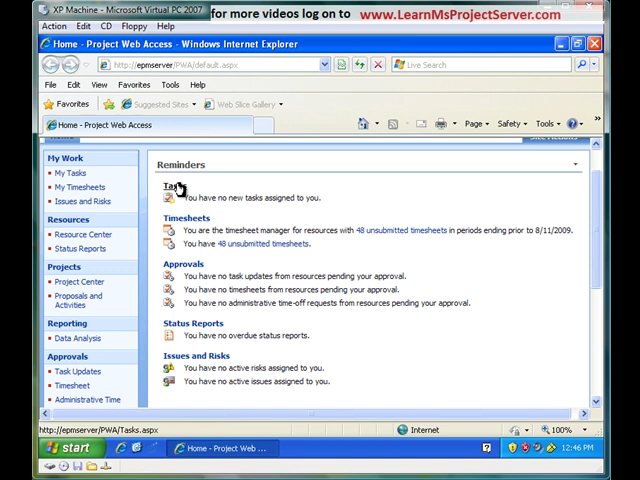 XP Machine - Microsoft Virtual PC 2007
for more videos log on to www.LearnMsProjectServer.com
Action Edit CD Floppy Help
Home - Project Web Access - Windows Internet Explorer
http://epmserver/PWA/default.aspx
Live Search
File Edit View Favorites Tools Help
Favorites Suggested Sites Web Slice Gallery
Home - Project Web Access
Page Safety Tools
My Work
My Tasks
My Timesheets
Issues and Risks
Resources
Resource Center
Status Reports
Projects
Project Center
Proposals and
Activities
Reporting
Data Analysis
Approvals
Task Updates
Timesheet
Administrative Time
Reminders
Tasks
You have no new tasks assigned to you.
Timesheets
You are the timesheet manager for resources with 48 unsubmitted timesheets in periods ending prior to 8/11/2009.
You have 48 unsubmitted timesheets.
Approvals
You have no task updates from resources pending your approval.
You have no timesheets from resources pending your approval.
You have no administrative time-off requests from resources pending your approval.
Status Reports
You have no overdue status reports.
Issues and Risks
You have no active risks assigned to you.
You have no active issues assigned to you.
http://epmserver/PWA/Tasks.aspx
Internet
100%
start
Home - Project Web ...
12:46 PM